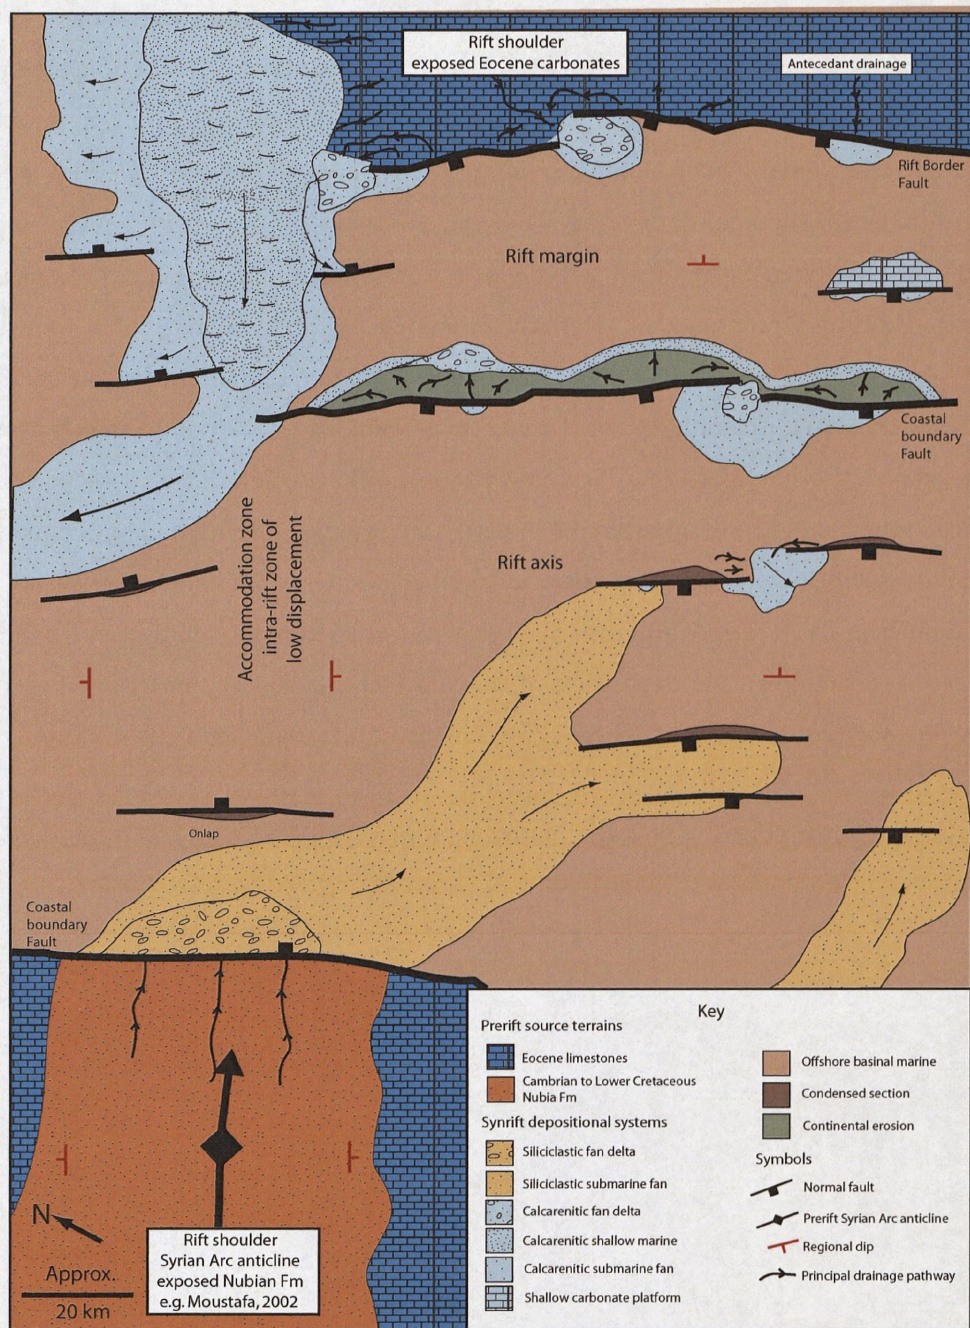 Rift shoulder
exposed Eocene carbonates
Antecedant drainage
Rift Border
Fault
Rift margin
Coastal
boundary
Fault
Accommodation zone
intra-rift zone of
low displacement
Rift axis
Onlap
Coastal
boundary
Fault
N
Approx.
20 km
Rift shoulder
Syrian Arc anticline
exposed Nubian Fm
e.g. Moustafa, 2002
Key
Prerift source terrains
Eocene limestones
Cambrian to Lower Cretaceous
Nubia Fm
Synrift depositional systems
Siliciclastic fan delta
Siliciclastic submarine fan
Calcarenitic fan delta
Calcarenitic shallow marine
Calcarenitic submarine fan
Shallow carbonate platform
Offshore basinal marine
Condensed section
Continental erosion
Symbols
Normal fault
Prerift Syrian Arc anticline
Regional dip
Principal drainage pathway